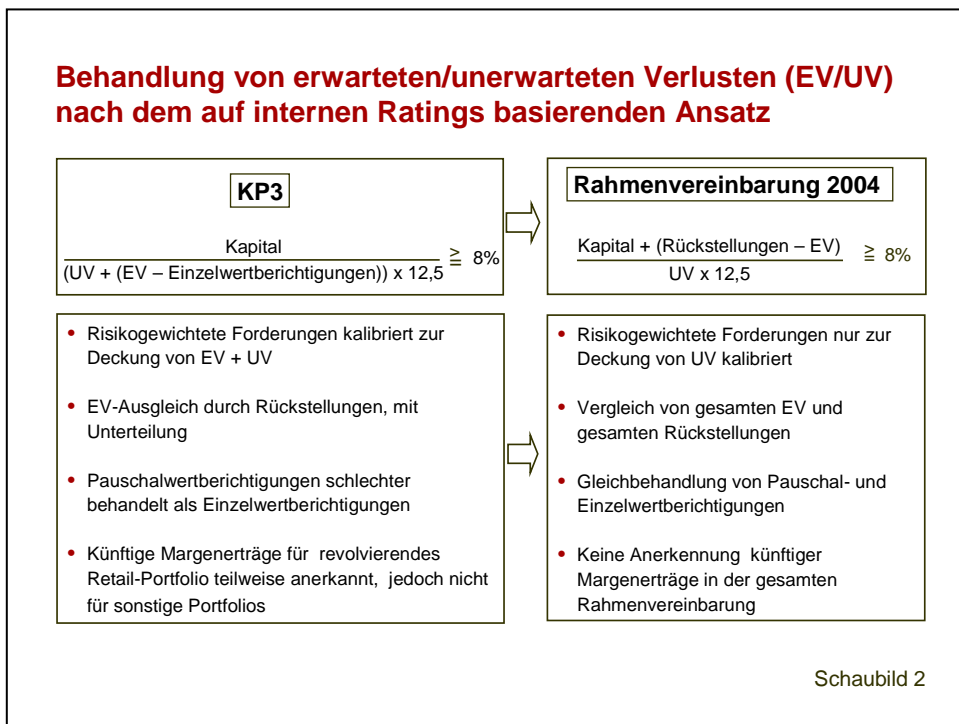 Behandlung von erwarteten/unerwarteten Verlusten (EV/UV)
nach dem auf internen Ratings basierenden Ansatz
KP3
Kapital
(UV + (EV – Einzelwertberichtigungen)) x 12,5
≧ 8%
Rahmenvereinbarung 2004
Kapital + (Rückstellungen – EV)
UV x 12,5
≧ 8%
• Risikogewichtete Forderungen kalibriert zur
Deckung von EV + UV
• EV-Ausgleich durch Rückstellungen, mit
Unterteilung
• Pauschalwertberichtigungen schlechter
behandelt als Einzelwertberichtigungen
• Künftige Margenerträge für revolvierendes
Retail-Portfolio teilweise anerkannt, jedoch nicht
für sonstige Portfolios
• Risikogewichtete Forderungen nur zur
Deckung von UV kalibriert
• Vergleich von gesamten EV und
gesamten Rückstellungen
• Gleichbehandlung von Pauschal- und
Einzelwertberichtigungen
• Keine Anerkennung künftiger
Margenerträge in der gesamten
Rahmenvereinbarung
Schaubild 2